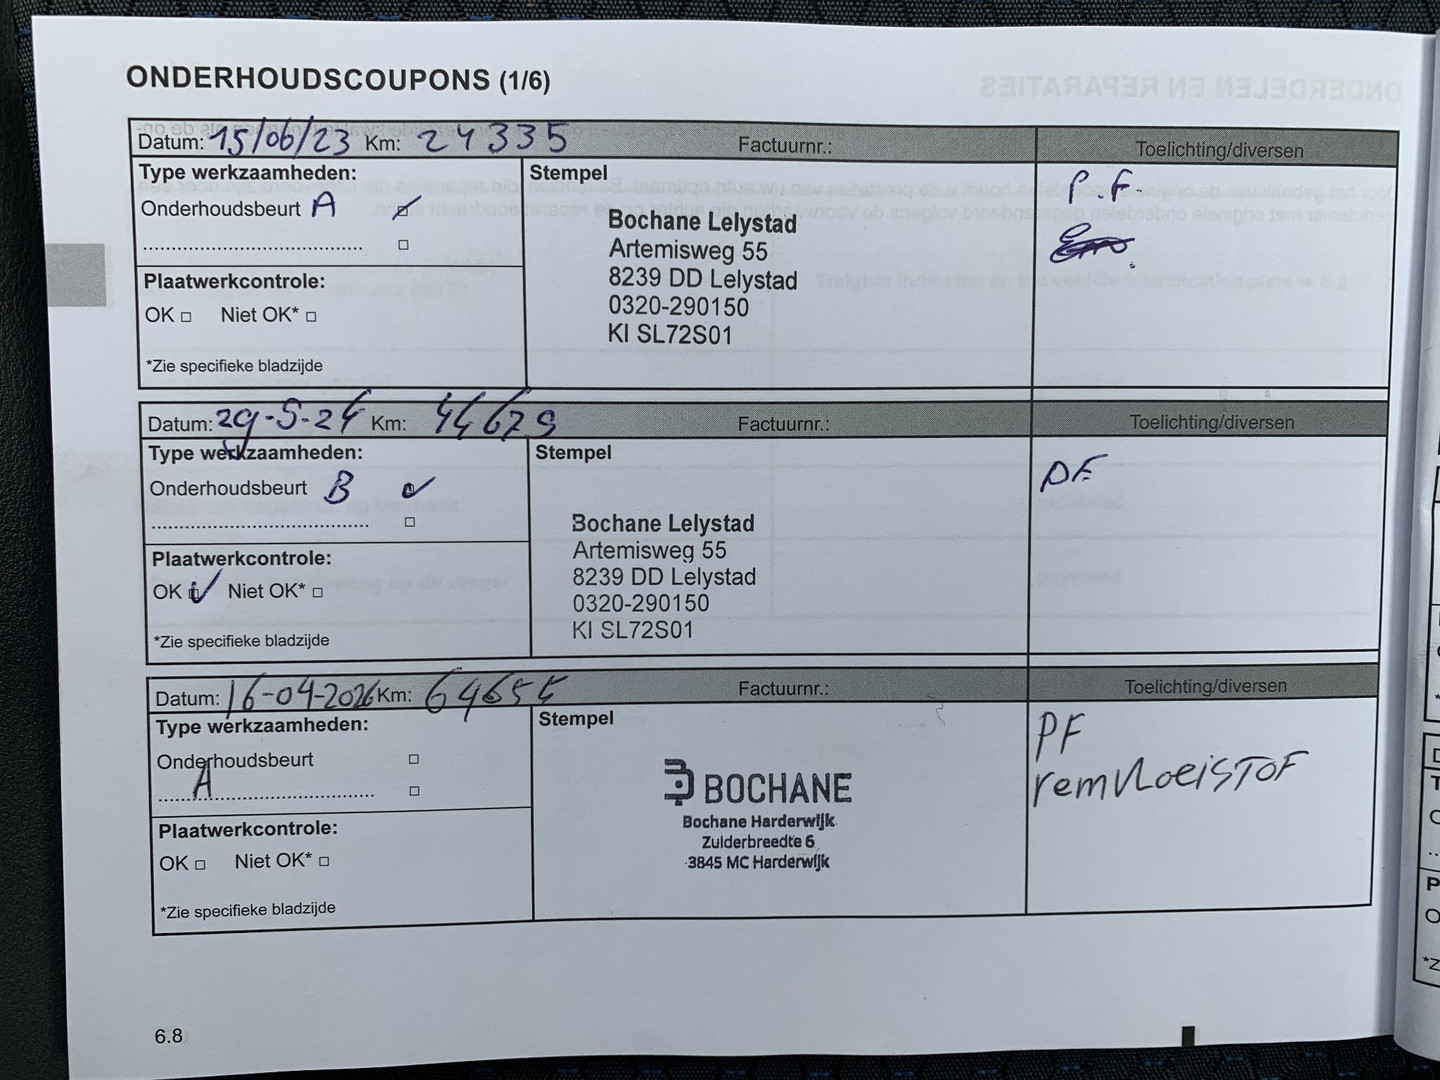 ONDERHOUDSCOUPONS (1/6)
Datum: 15/06/23 Km: 24335 Factuurnr.: Toelichting/diversen
Type werkzaamheden:
Onderhoudsbeurt A
Plaatwerkcontrole:
OK Niet OK*
*Zie specifieke bladzijde
Stempel
Bochane Lelystad
Artemisweg 55
8239 DD Lelystad
0320-290150
KI SL72S01
P.F.
Datum: 29-5-24 Km: 44679 Factuurnr.: Toelichting/diversen
Type werkzaamheden:
Onderhoudsbeurt B
Plaatwerkcontrole:
OK Niet OK*
*Zie specifieke bladzijde
Stempel
Bochane Lelystad
Artemisweg 55
8239 DD Lelystad
0320-290150
KI SL72S01
PF.
Datum: 16-04-2026 Km: 64655 Factuurnr.: Toelichting/diversen
Type werkzaamheden:
Onderhoudsbeurt
A
Plaatwerkcontrole:
OK Niet OK*
*Zie specifieke bladzijde
Stempel
BOCHANE
Bochane Harderwijk
Zuiderbreedte 6
3845 MC Harderwijk
PF
remvloeistof
6.8